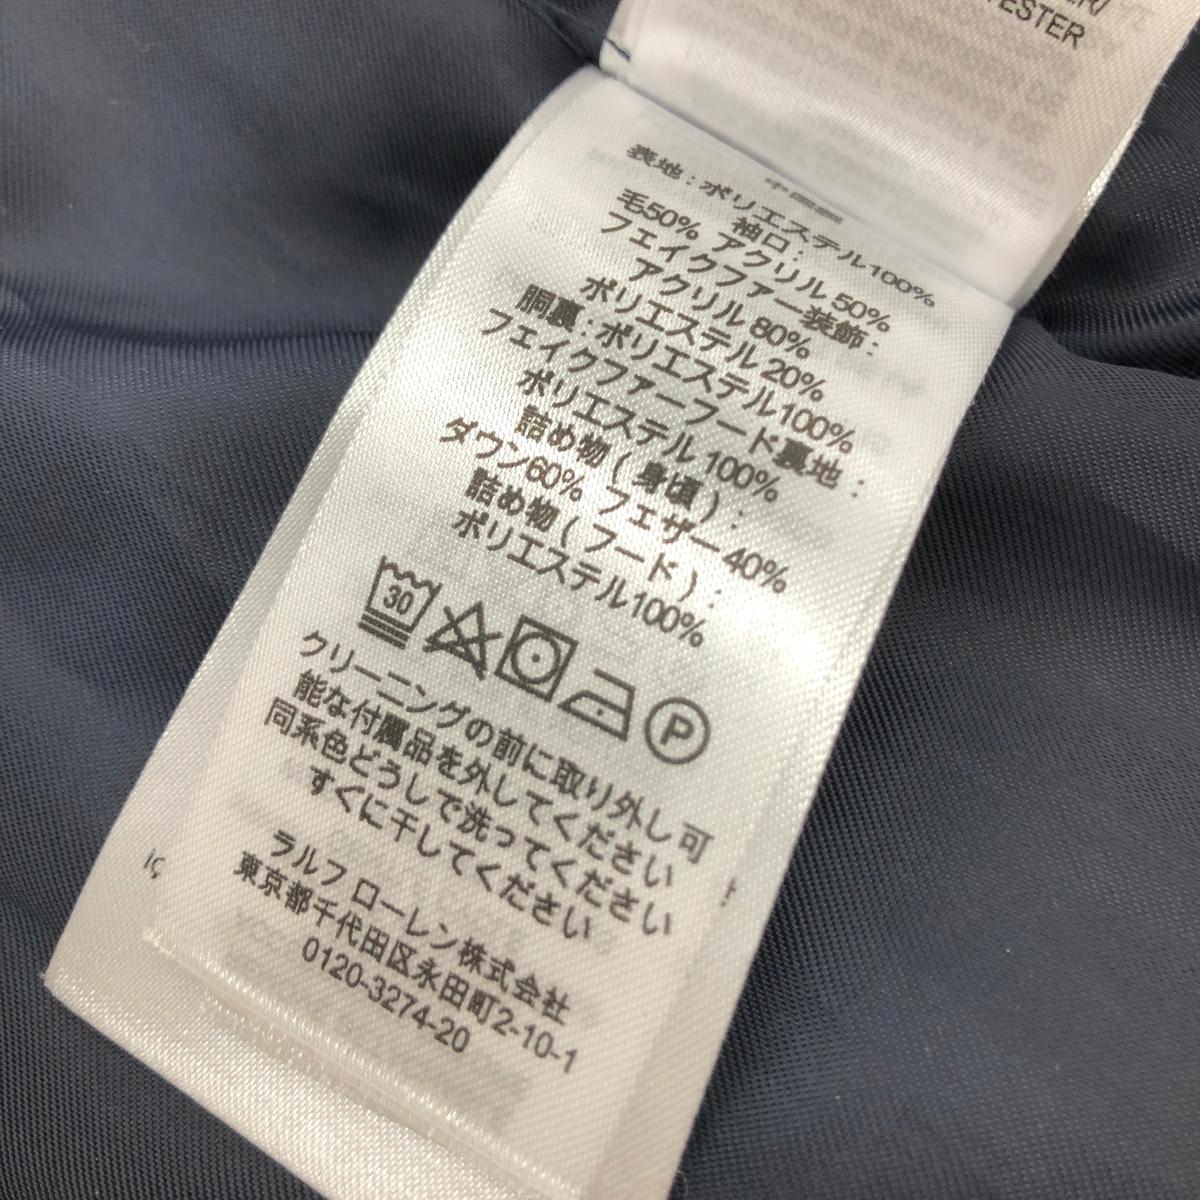 TESTER
中国製
表地：ポリエステル100%
袖口：
毛50% アクリル50%
フェイクファー装飾：
アクリル80%
ポリエステル20%
胴裏：ポリエステル100%
フェイクファーフード裏地：
ポリエステル100%
詰め物(身頃)：
ダウン60% フェザー40%
詰め物(フード)：
ポリエステル100%
30
P
クリーニングの前に取り外し可
能な付属品を外してください
同系色どうしで洗ってください
すぐに干してください
ラルフ ローレン株式会社
東京都千代田区永田町2-10-1
0120-3274-20